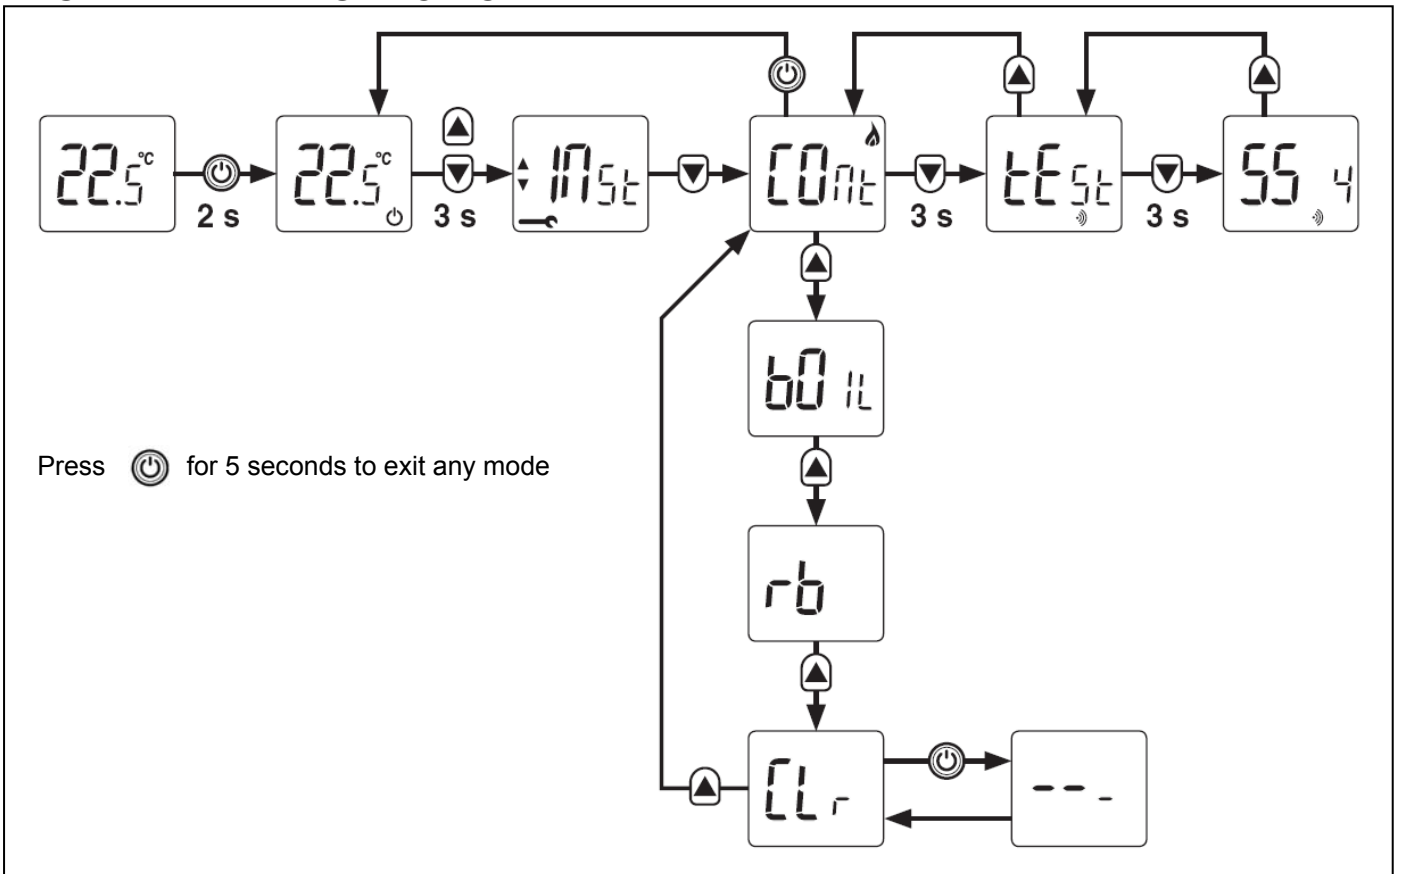 22.5°C
2 s
22.5°C
3 s
INSt
CONt
3 s
tESt
3 s
SS 4
bOIL
Press for 5 seconds to exit any mode
rb
CLr
---